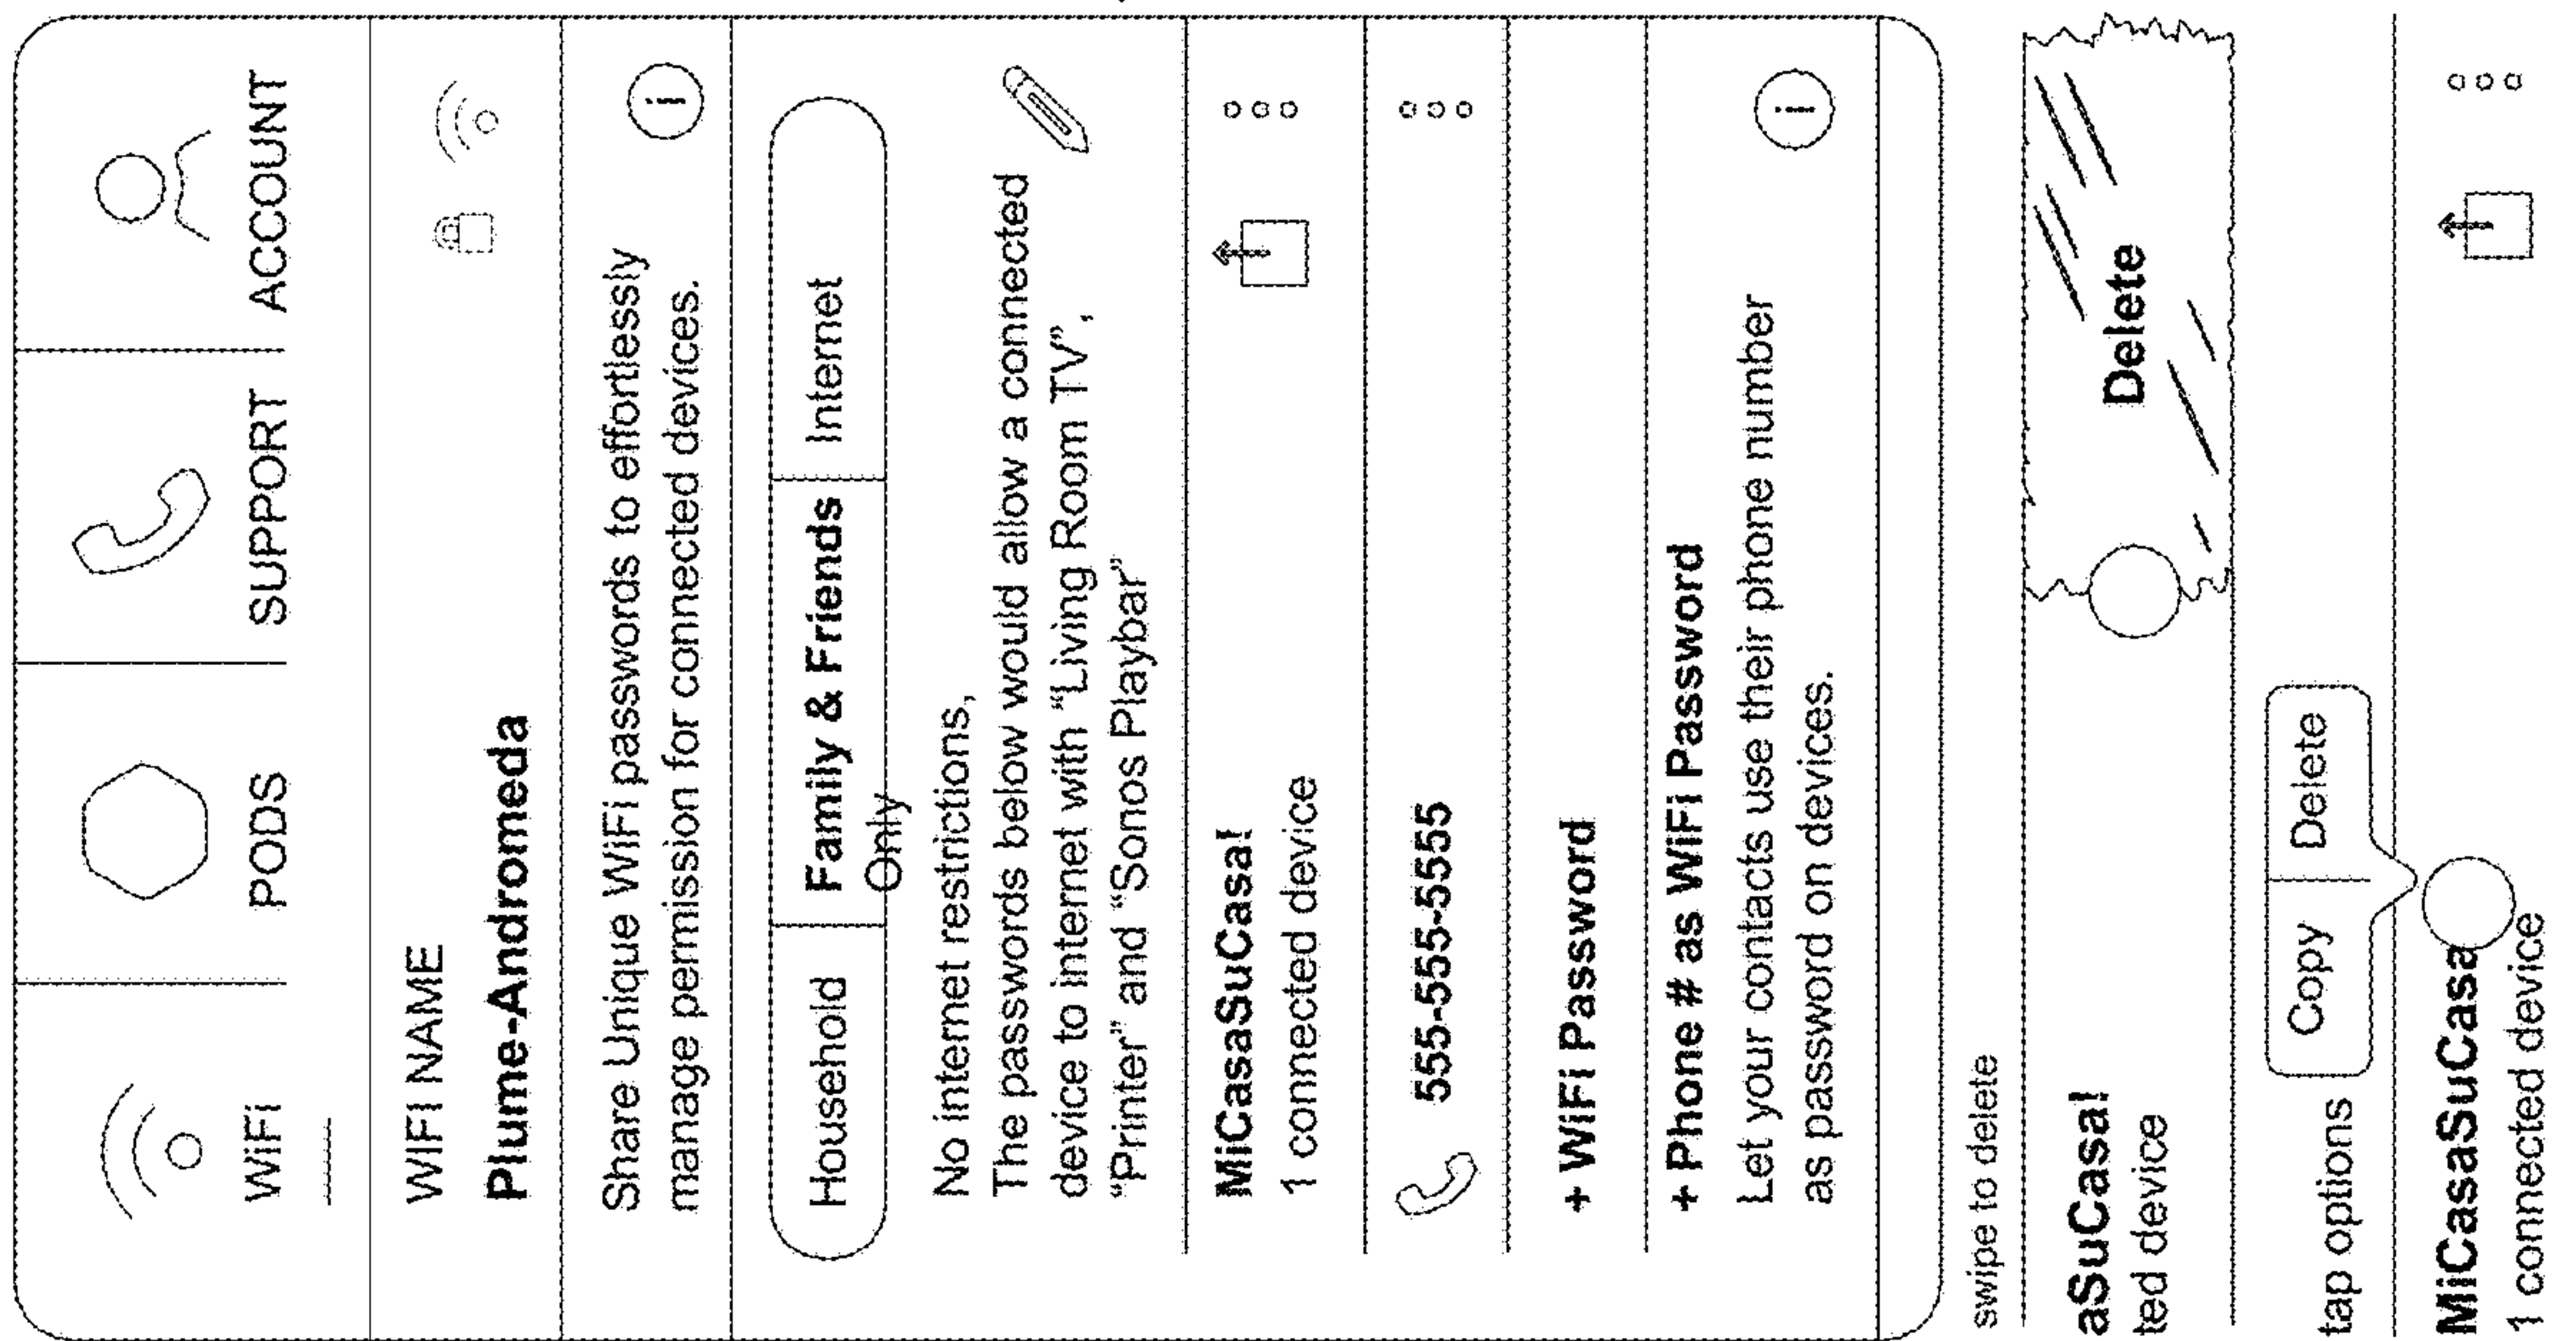 WiFi
PODS
SUPPORT
ACCOUNT
WIFI NAME
Plume-Andromeda
Share Unique WiFi passwords to effortlessly
manage permission for connected devices.
Household
Family & Friends
Only
Internet
No internet restrictions,
The passwords below would allow a connected
device to internet with “Living Room TV”,
“Printer” and “Sonos Playbar”
MiCasaSuCasa!
1 connected device
555-555-5555
+ WiFi Password
+ Phone # as WiFi Password
Let your contacts use their phone number
as password on devices.
swipe to delete
aSuCasa!
ted device
Delete
tap options
Copy
Delete
MiCasaSuCasa
1 connected device